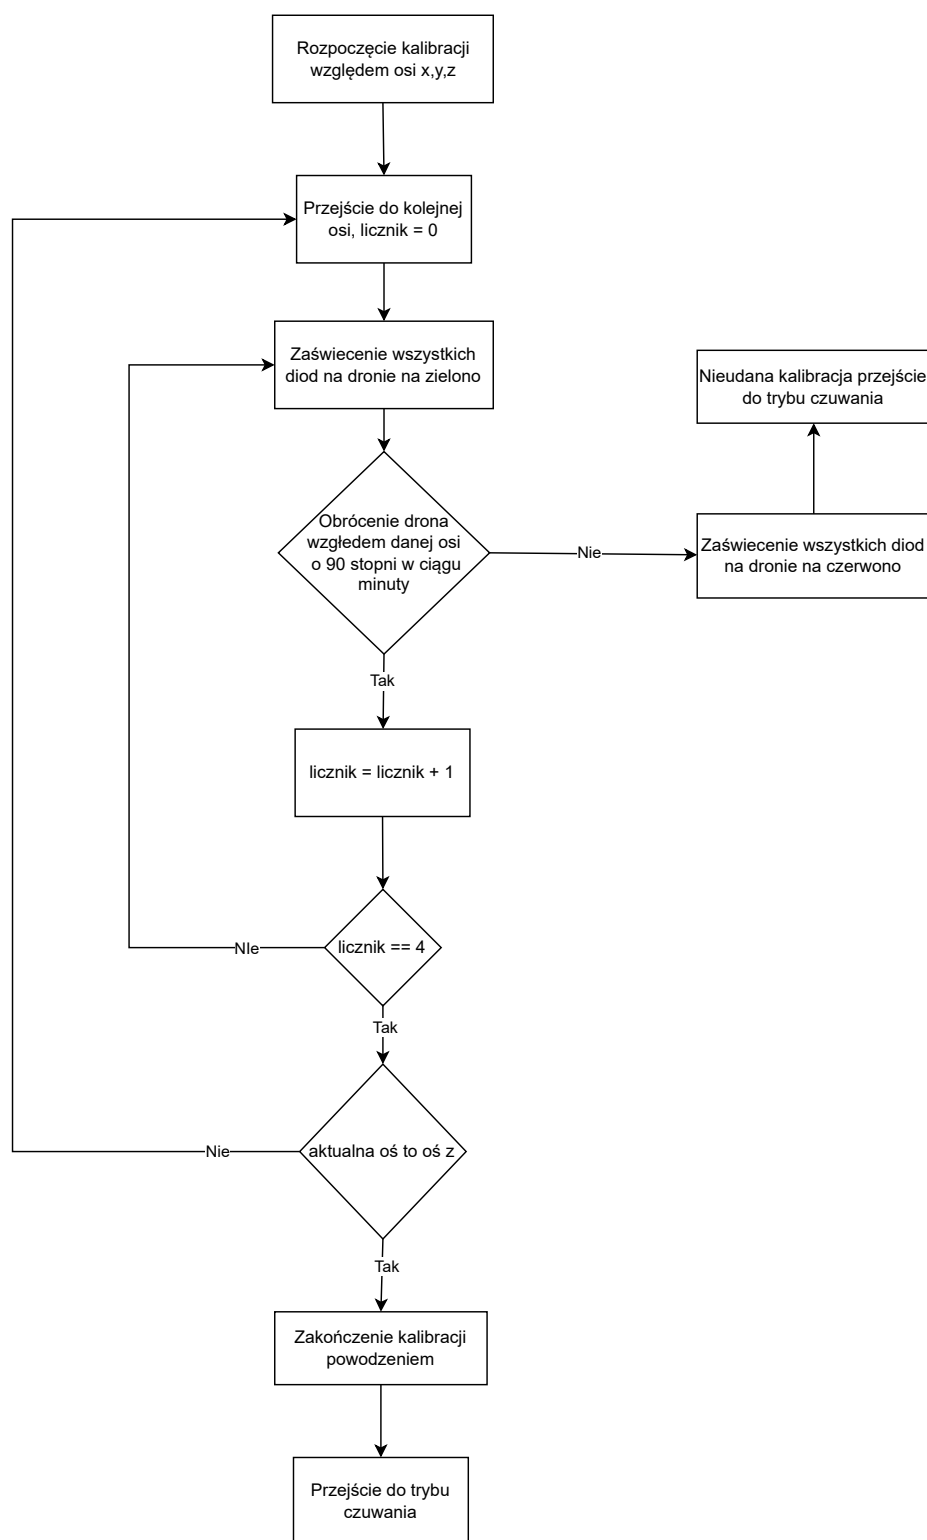 Rozpoczęcie kalibracji
względem osi x,y,z
Przejście do kolejnej
osi, licznik = 0
Zaświecenie wszystkich
diod na dronie na zielono
Nieudana kalibracja przejście
do trybu czuwania
Obrócenie drona
wzgłedem danej osi
o 90 stopni w ciągu
minuty
Nie
Zaświecenie wszystkich diod
na dronie na czerwono
Tak
licznik = licznik + 1
licznik == 4
NIe
Tak
aktualna oś to oś z
Nie
Tak
Zakończenie kalibracji
powodzeniem
Przejście do trybu
czuwania